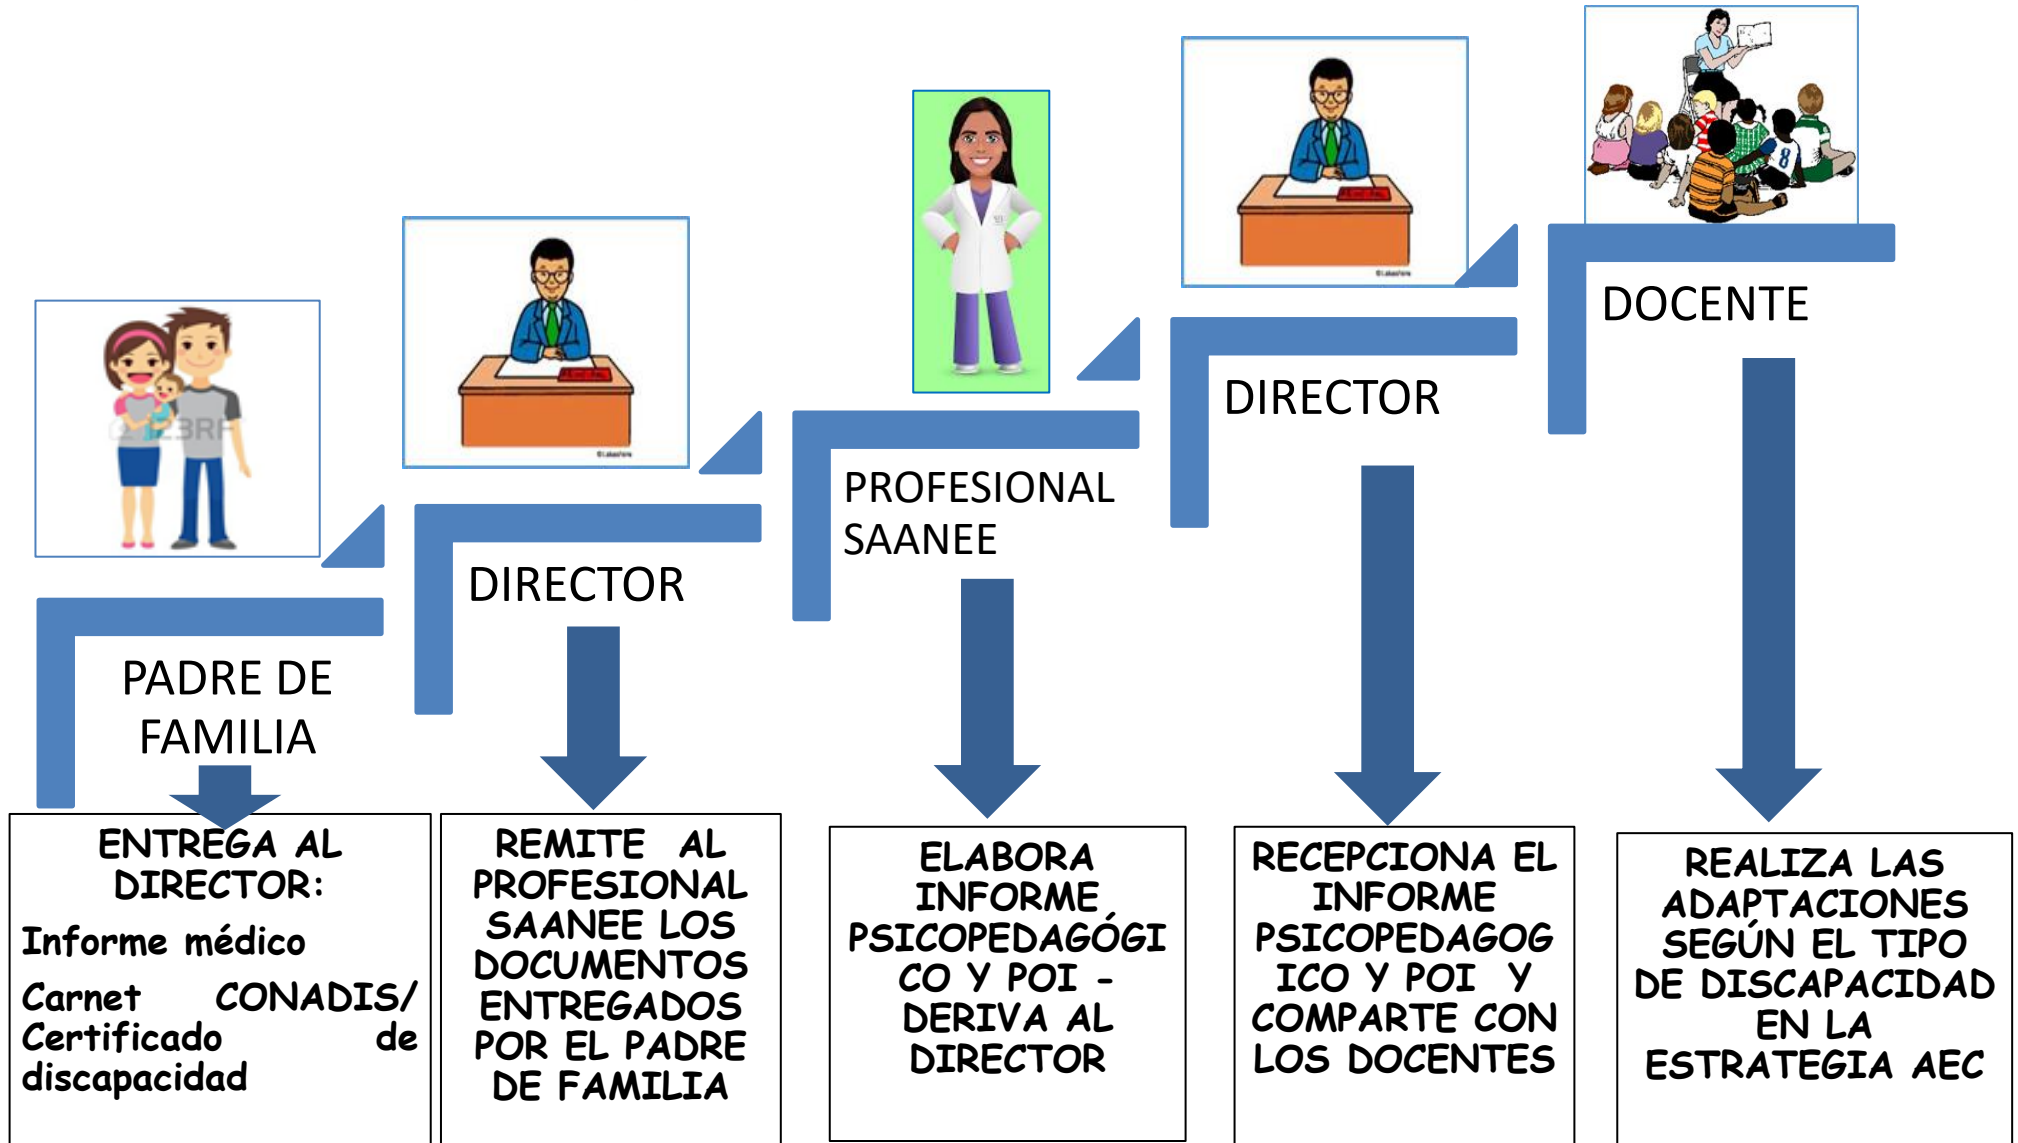 PADRE DE
FAMILIA
ENTREGA AL
DIRECTOR:
Informe médico
Carnet CONADIS/
Certificado de
discapacidad
DIRECTOR
REMITE AL
PROFESIONAL
SAANEE LOS
DOCUMENTOS
ENTREGADOS
POR EL PADRE
DE FAMILIA
PROFESIONAL
SAANEE
ELABORA
INFORME
PSICOPEDAGÓGI
CO Y POI -
DERIVA AL
DIRECTOR
DIRECTOR
RECEPCIONA EL
INFORME
PSICOPEDAGOG
ICO Y POI Y
COMPARTE CON
LOS DOCENTES
DOCENTE
8
REALIZA LAS
ADAPTACIONES
SEGÚN EL TIPO
DE DISCAPACIDAD
EN LA
ESTRATEGIA AEC